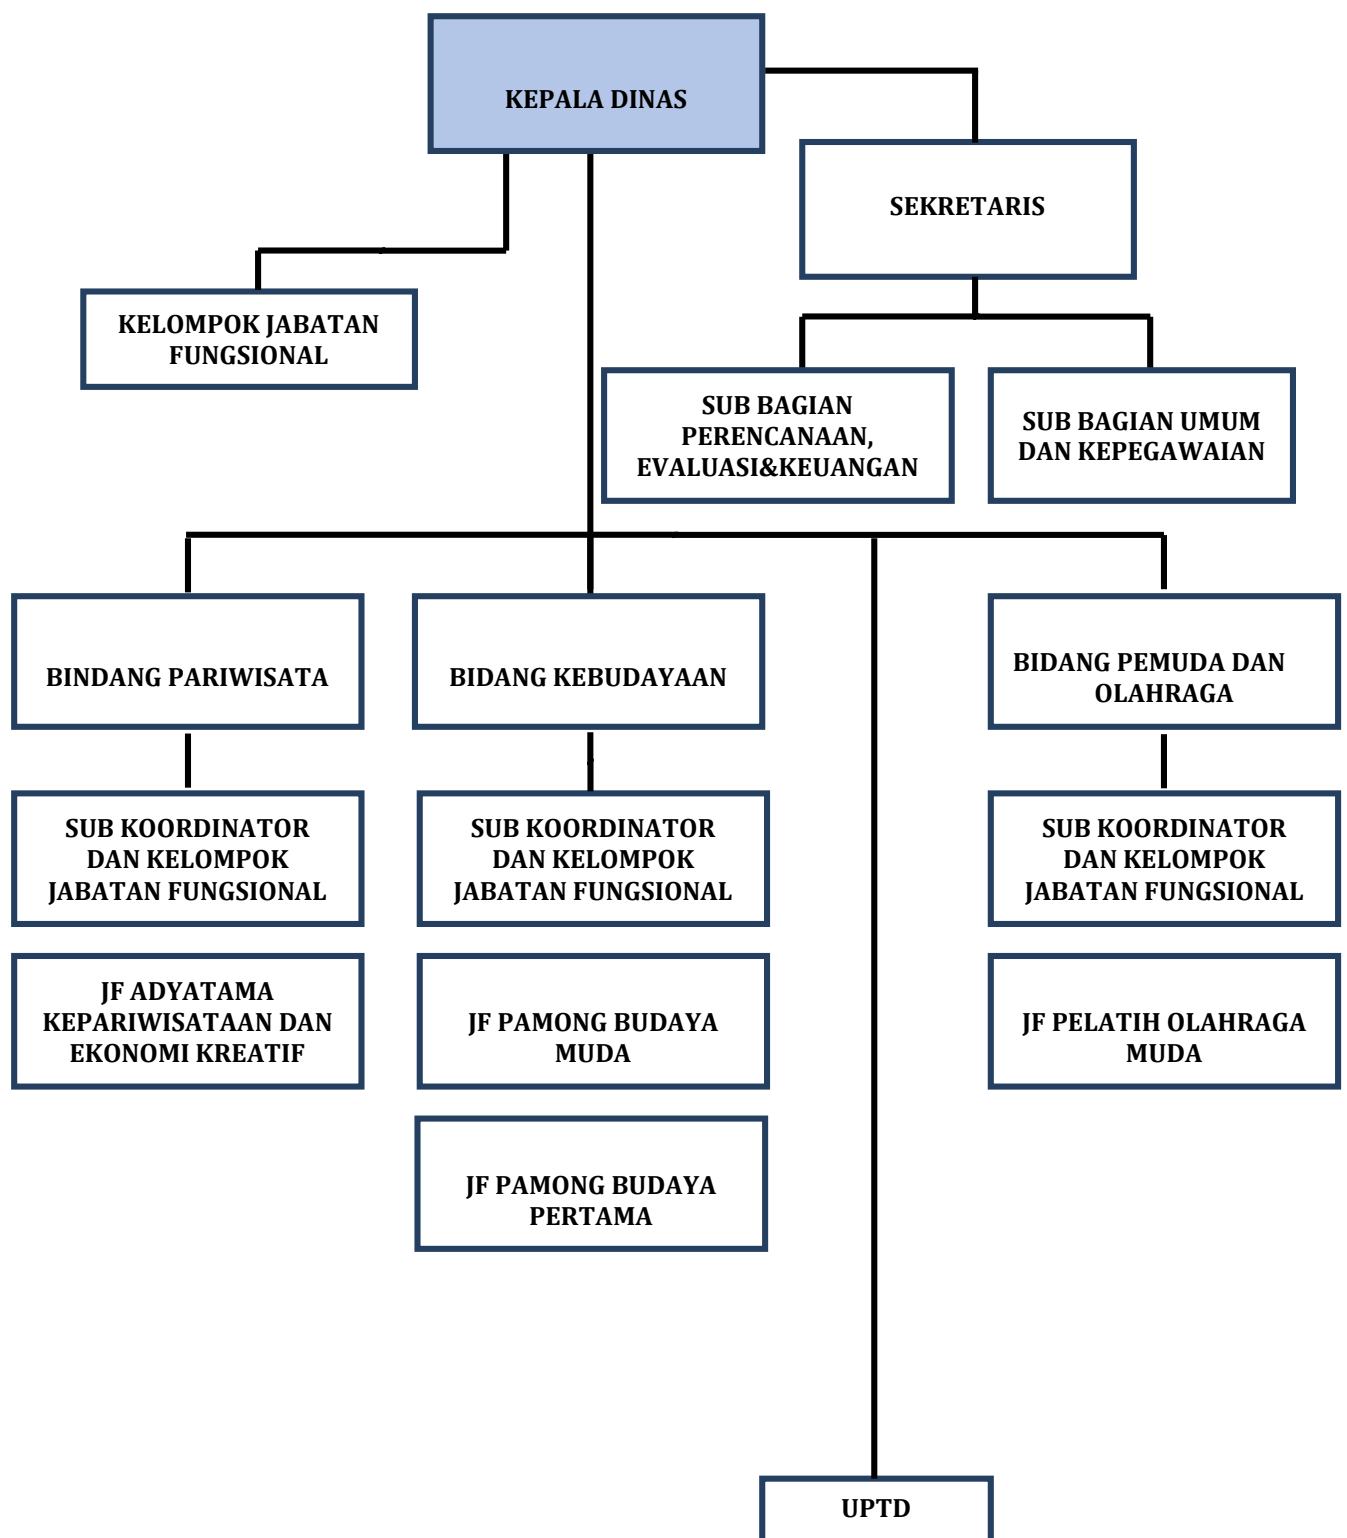 KEPALA DINAS
SEKRETARIS
KELOMPOK JABATAN
FUNGSIONAL
SUB BAGIAN
PERENCANAAN,
EVALUASI&KEUANGAN
SUB BAGIAN UMUM
DAN KEPEGAWAIAN
BINDANG PARIWISATA
BIDANG KEBUDAYAAN
BIDANG PEMUDA DAN
OLAHRAGA
SUB KOORDINATOR
DAN KELOMPOK
JABATAN FUNGSIONAL
SUB KOORDINATOR
DAN KELOMPOK
JABATAN FUNGSIONAL
SUB KOORDINATOR
DAN KELOMPOK
JABATAN FUNGSIONAL
JF ADYATAMA
KEPARIWISATAAN DAN
EKONOMI KREATIF
JF PAMONG BUDAYA
MUDA
JF PELATIH OLAHRAGA
MUDA
JF PAMONG BUDAYA
PERTAMA
UPTD